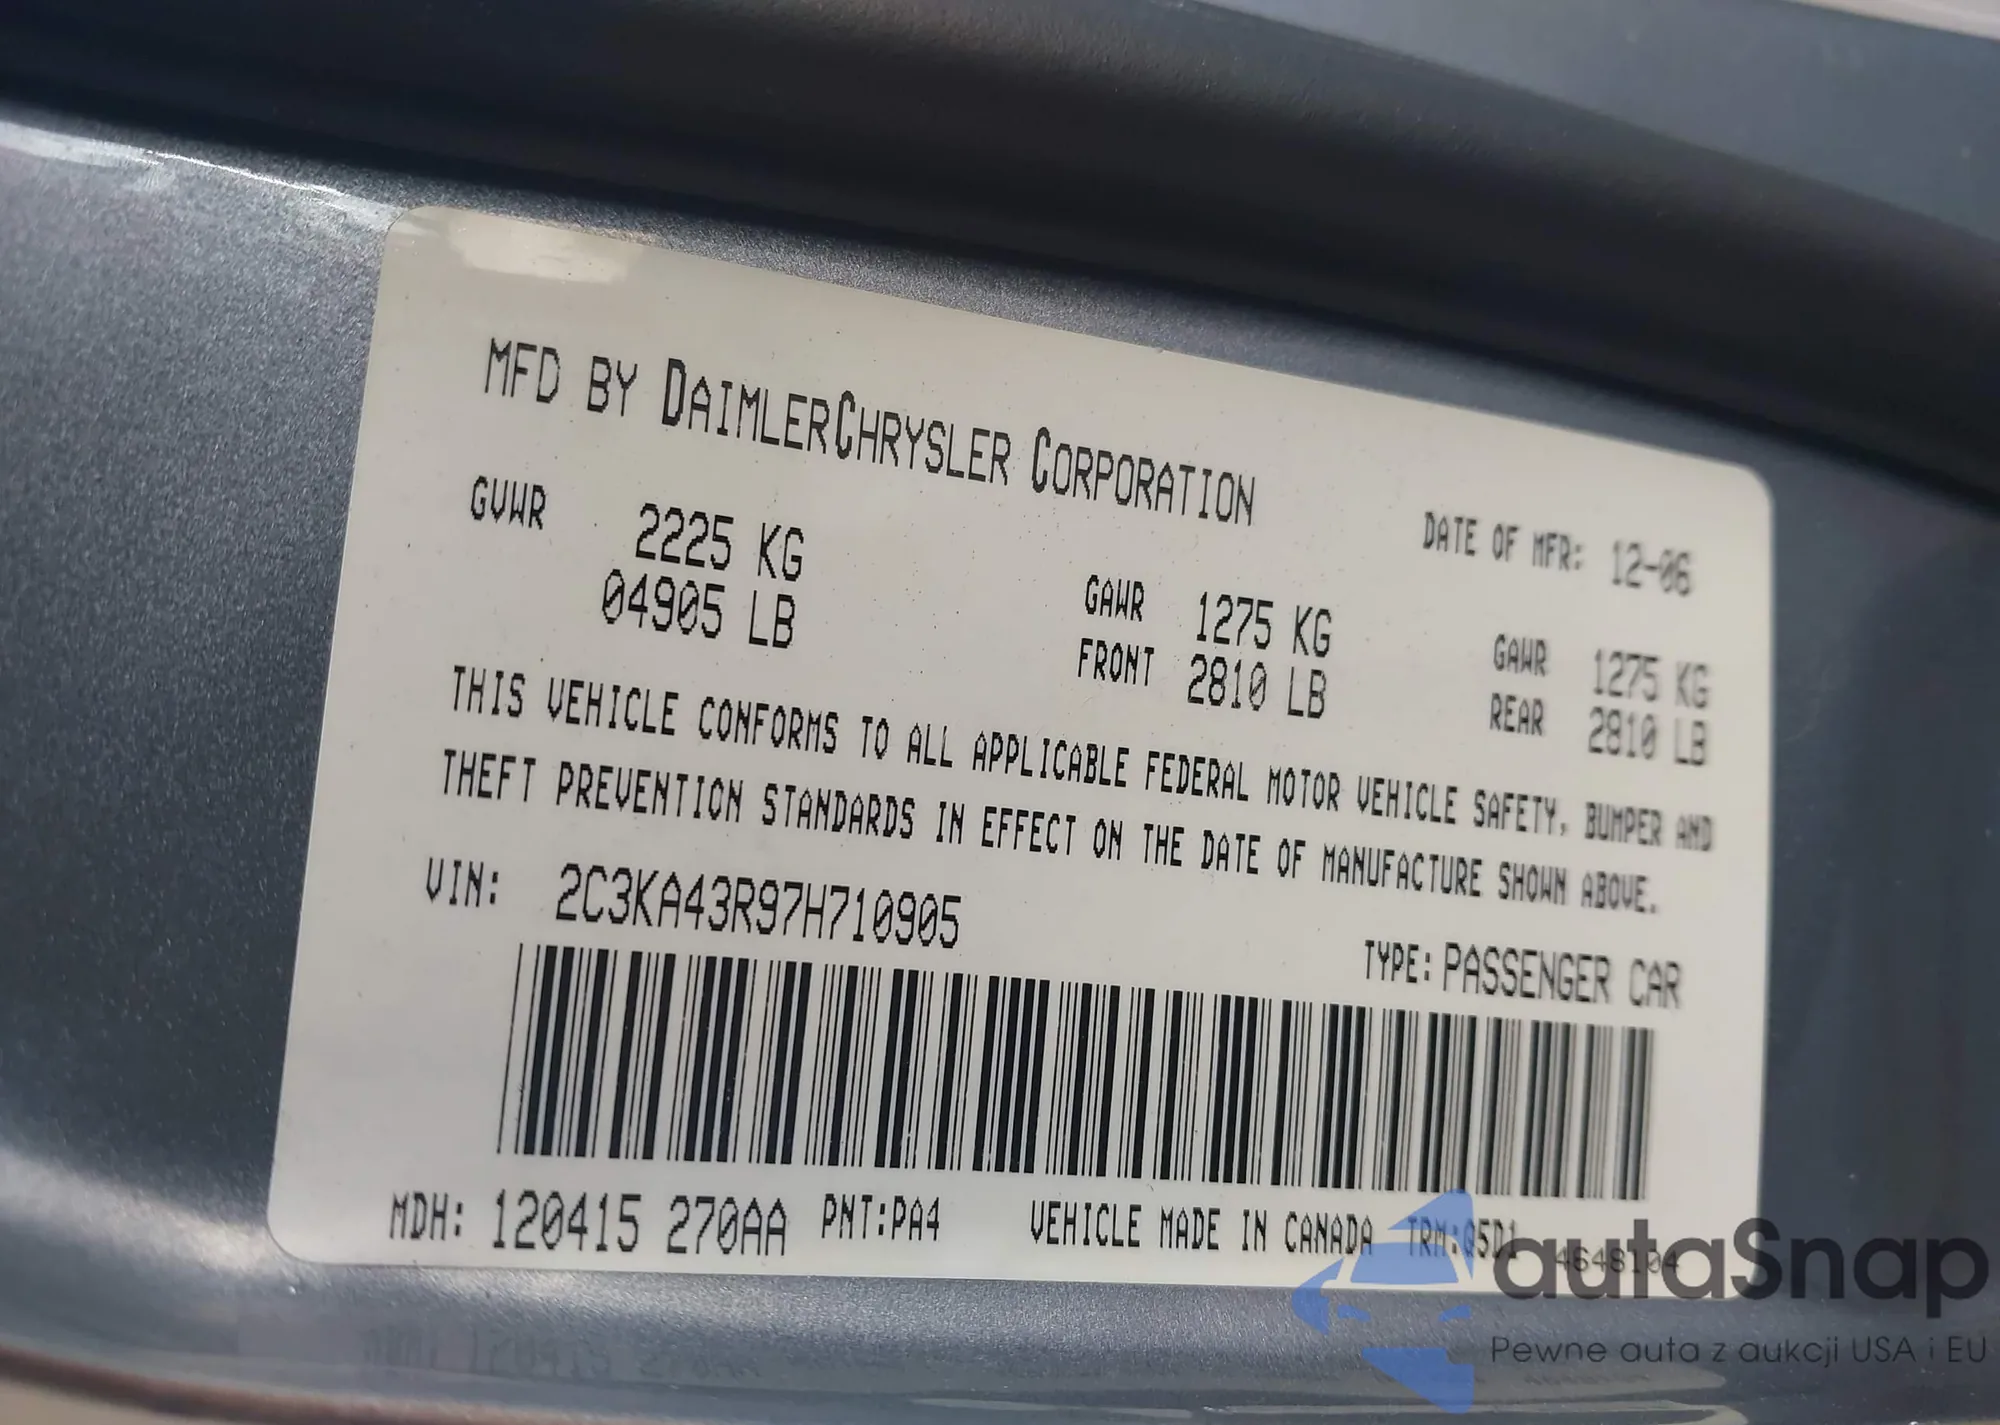 MFD BY DAIMLERCHRYSLER CORPORATION
DATE OF MFR: 12-06
GVWR 2225 KG
04905 LB
GAWR 1275 KG
FRONT 2810 LB
GAWR 1275 KG
REAR 2810 LB
THIS VEHICLE CONFORMS TO ALL APPLICABLE FEDERAL MOTOR VEHICLE SAFETY, BUMPER AND
THEFT PREVENTION STANDARDS IN EFFECT ON THE DATE OF MANUFACTURE SHOWN ABOVE.
VIN: 2C3KA43R97H710905
TYPE: PASSENGER CAR
MDH: 120415 270AA PNT:PA4 VEHICLE MADE IN CANADA TRM:Q5D1 4648104
autaSnap
Pewne auta z aukcji USA i EU